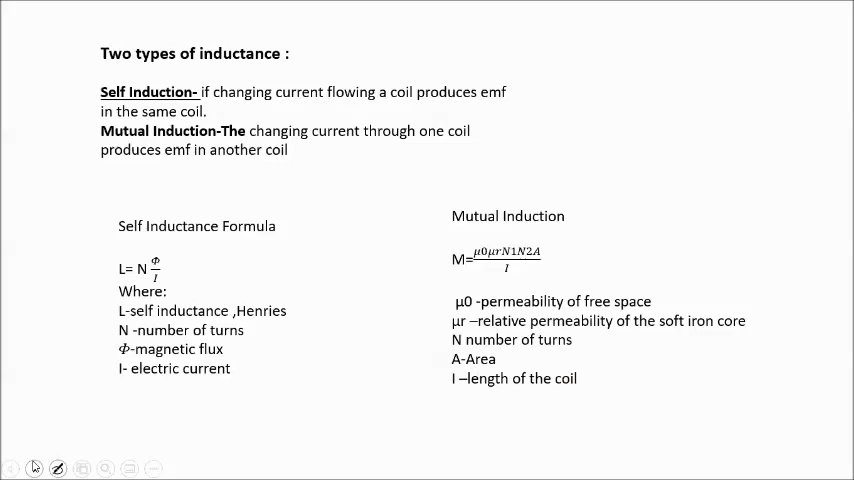 Two types of inductance :
Self Induction- if changing current flowing a coil produces emf
in the same coil.
Mutual Induction-The changing current through one coil
produces emf in another coil
Self Inductance Formula
L= N Φ/I
Where:
L-self inductance ,Henries
N -number of turns
Φ-magnetic flux
I- electric current
Mutual Induction
M=μ0μrN1N2A/I
μ0 -permeability of free space
μr –relative permeability of the soft iron core
N number of turns
A-Area
I –length of the coil